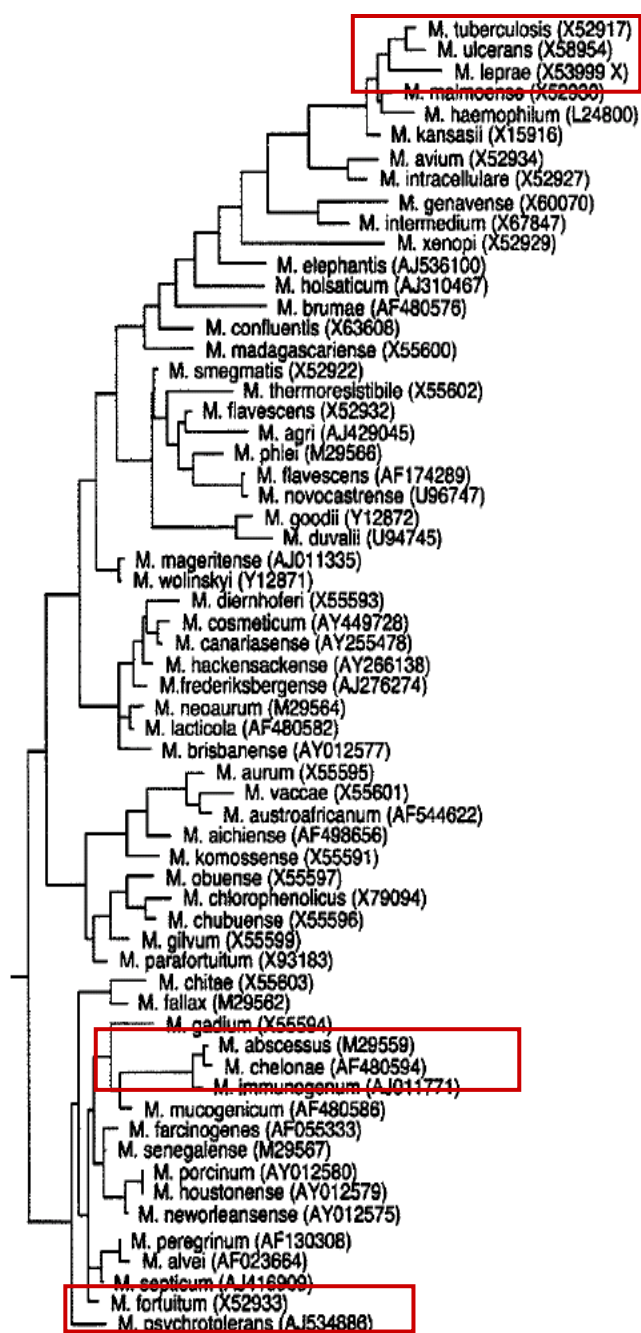 M. tuberculosis (X52917)
M. ulcerans (X58954)
M. leprae (X53999 X)
M. malmoense (X52930)
M. haemophilum (L24800)
M. kansasii (X15916)
M. avium (X52934)
M. intracellulare (X52927)
M. genavense (X60070)
M. intermedium (X67847)
M. xenopi (X52929)
M. elephantis (AJ536100)
M. holsaticum (AJ310467)
M. brumae (AF480576)
M. confluentis (X63608)
M. madagascariense (X55600)
M. smegmatis (X52922)
M. thermoresistibile (X55602)
M. flavescens (X52932)
M. agri (AJ429045)
M. phlei (M29566)
M. flavescens (AF174289)
M. novocastrense (U96747)
M. goodii (Y12872)
M. duvalii (U94745)
M. mageritense (AJ011335)
M. wolinskyi (Y12871)
M. diernhoferi (X55593)
M. cosmeticum (AY449728)
M. canariasense (AY255478)
M. hackensackense (AY266138)
M.frederiksbergense (AJ276274)
M. neoaurum (M29564)
M. lacticola (AF480582)
M. brisbanense (AY012577)
M. aurum (X55595)
M. vaccae (X55601)
M. austroafricanum (AF544622)
M. aichiense (AF498656)
M. komossense (X55591)
M. obuense (X55597)
M. chlorophenolicus (X79094)
M. chubuense (X55596)
M. gilvum (X55599)
M. parafortuitum (X93183)
M. chitae (X55603)
M. fallax (M29562)
M. gadium (X55594)
M. abscessus (M29559)
M. chelonae (AF480594)
M. immunogenum (AJ011771)
M. mucogenicum (AF480586)
M. farcinogenes (AF055333)
M. senegalense (M29567)
M. porcinum (AY012580)
M. houstonense (AY012579)
M. neworleansense (AY012575)
M. peregrinum (AF130308)
M. alvei (AF023664)
M. septicum (AJ416909)
M. fortuitum (X52933)
M. psychrotolerans (AJ534886)